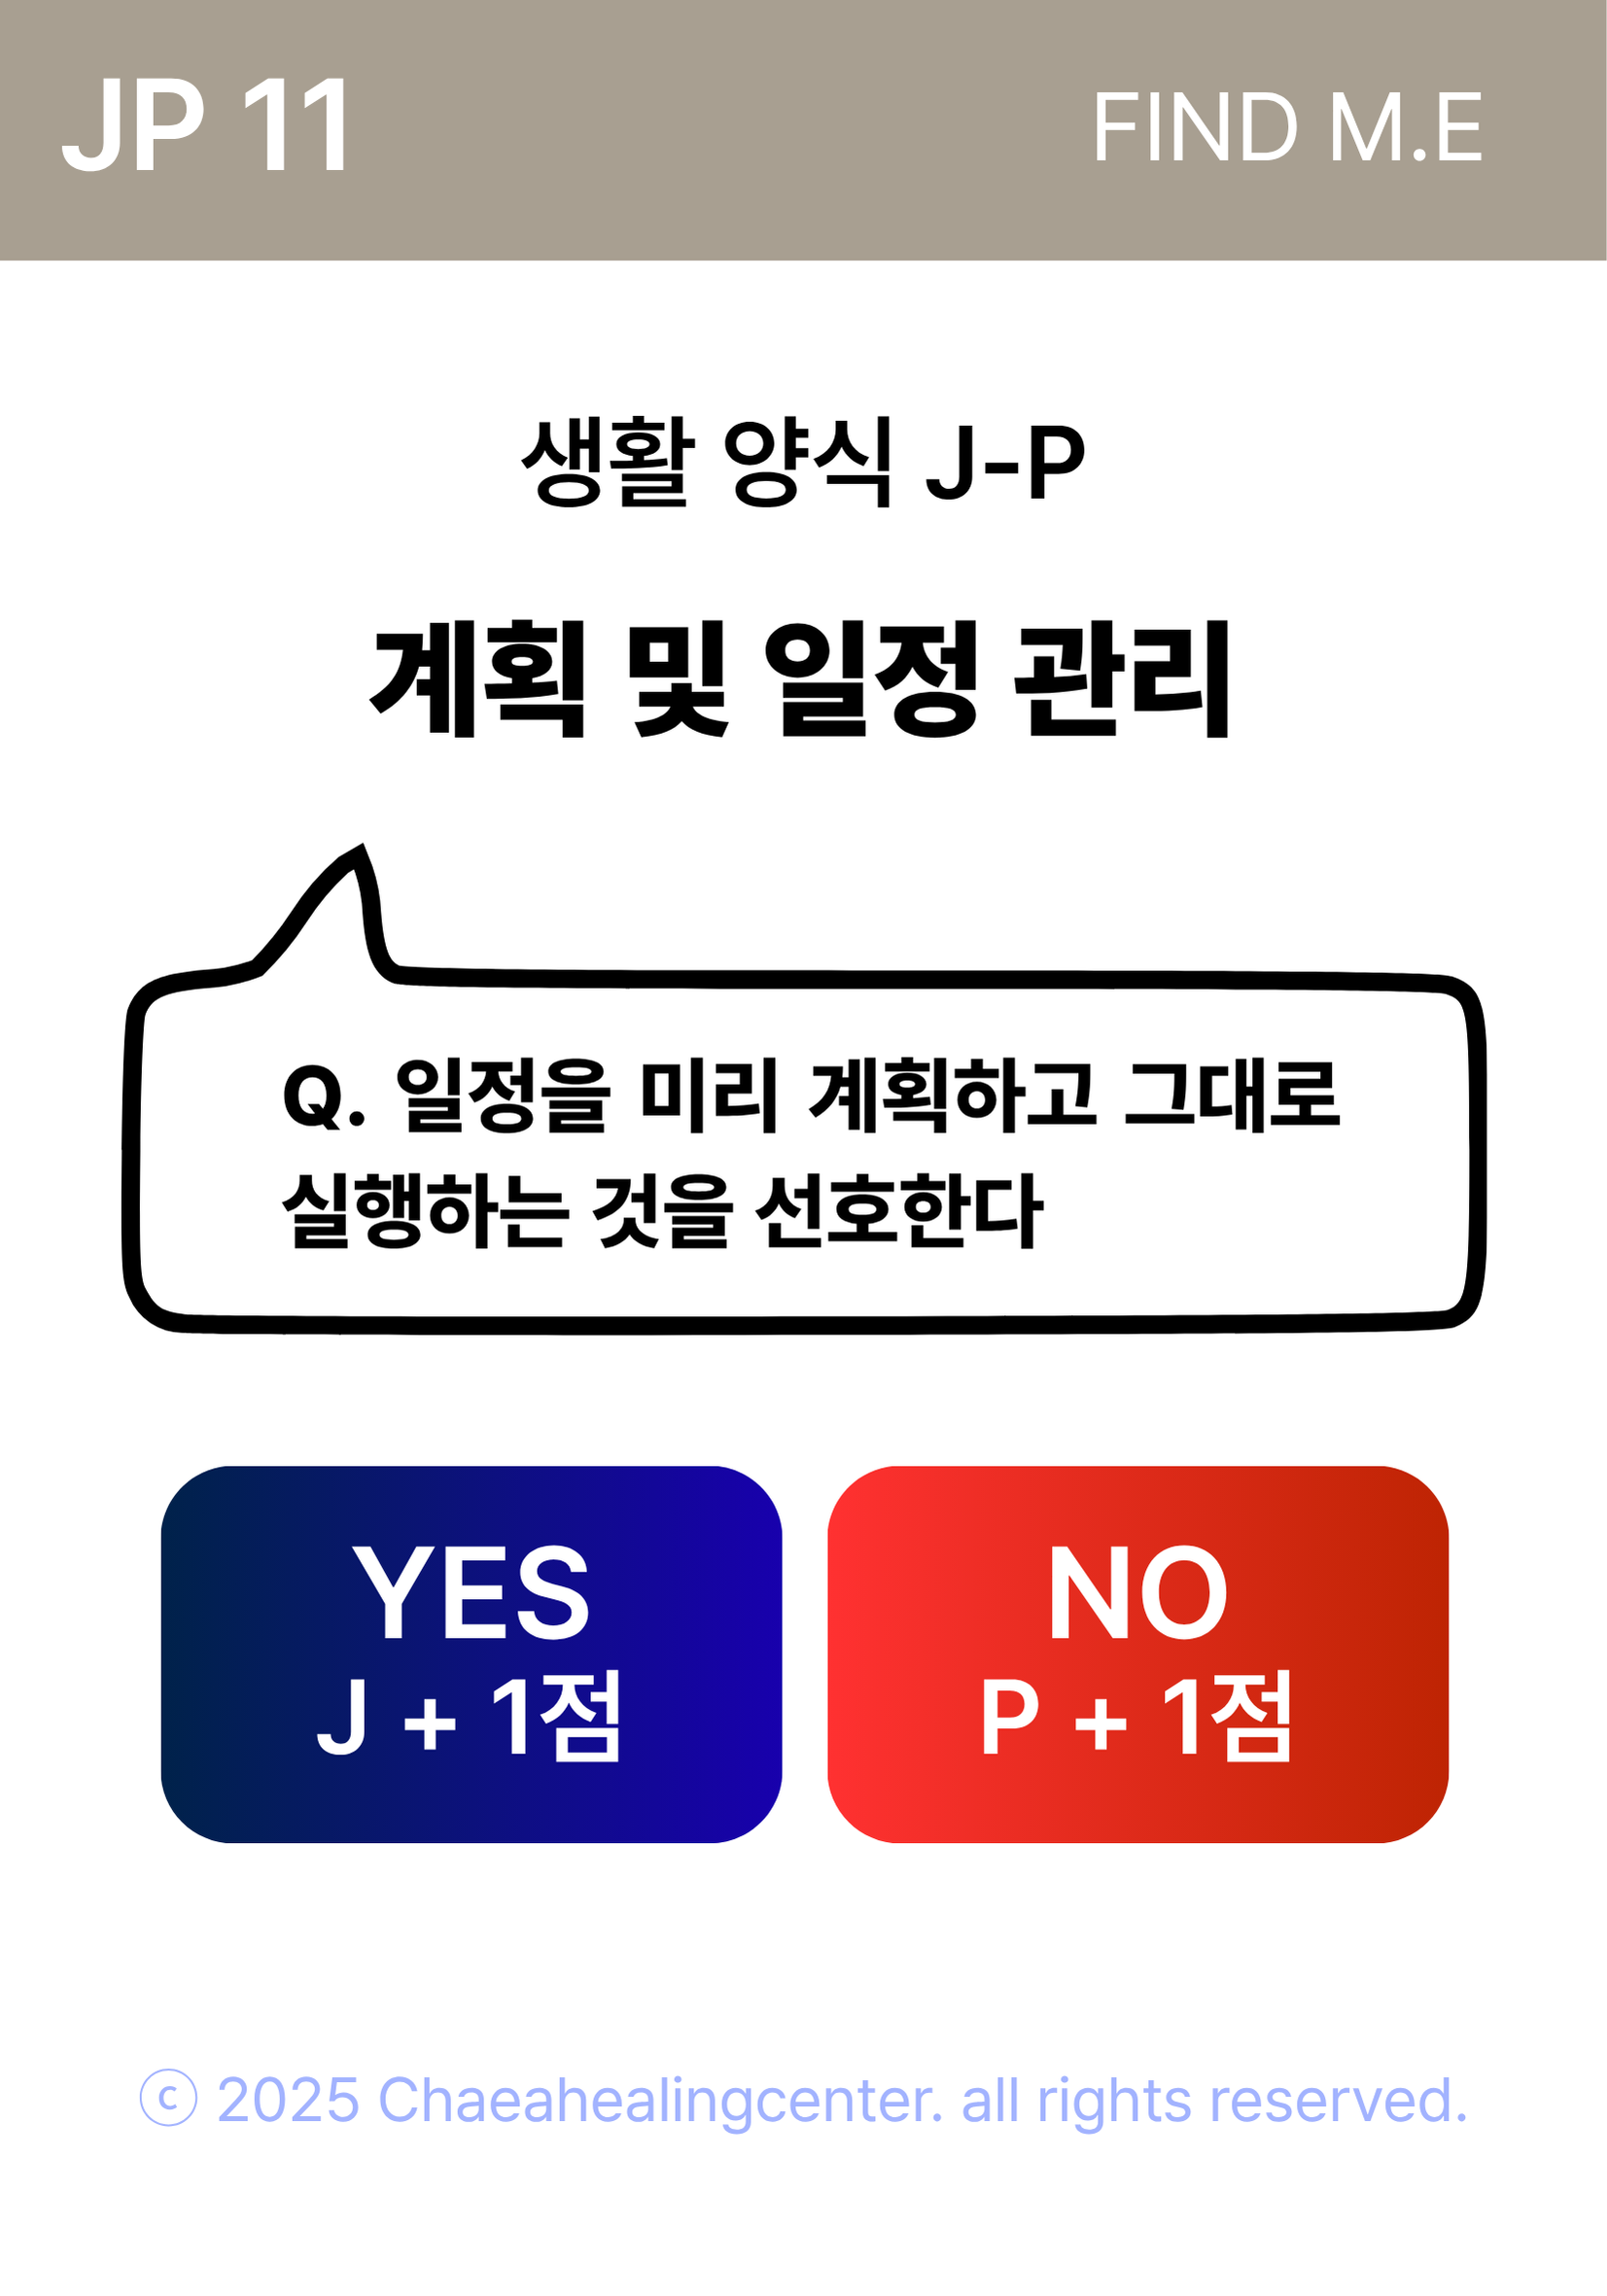 JP 11
FIND M.E
생활 양식 J-P
계획 및 일정 관리
Q. 일정을 미리 계획하고 그대로
실행하는 것을 선호한다
YES
J + 1점
NO
P + 1점
© 2025 Chaeahealingcenter. all rights reserved.